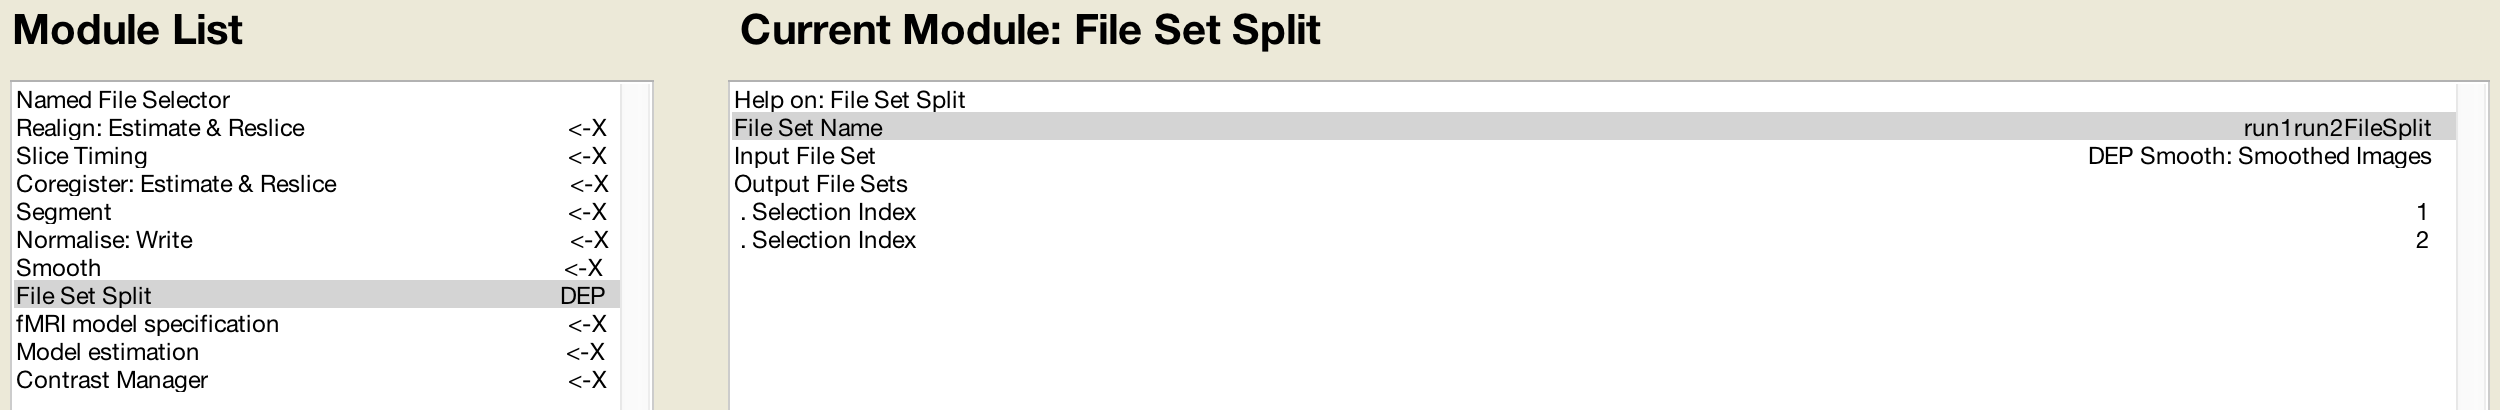 Module List
Named File Selector
Realign: Estimate & Reslice <-X
Slice Timing <-X
Coregister: Estimate & Reslice <-X
Segment <-X
Normalise: Write <-X
Smooth <-X
File Set Split DEP
fMRI model specification <-X
Model estimation <-X
Contrast Manager <-X
Current Module: File Set Split
Help on: File Set Split
File Set Name run1run2FileSplit
Input File Set DEP Smooth: Smoothed Images
Output File Sets
. Selection Index 1
. Selection Index 2